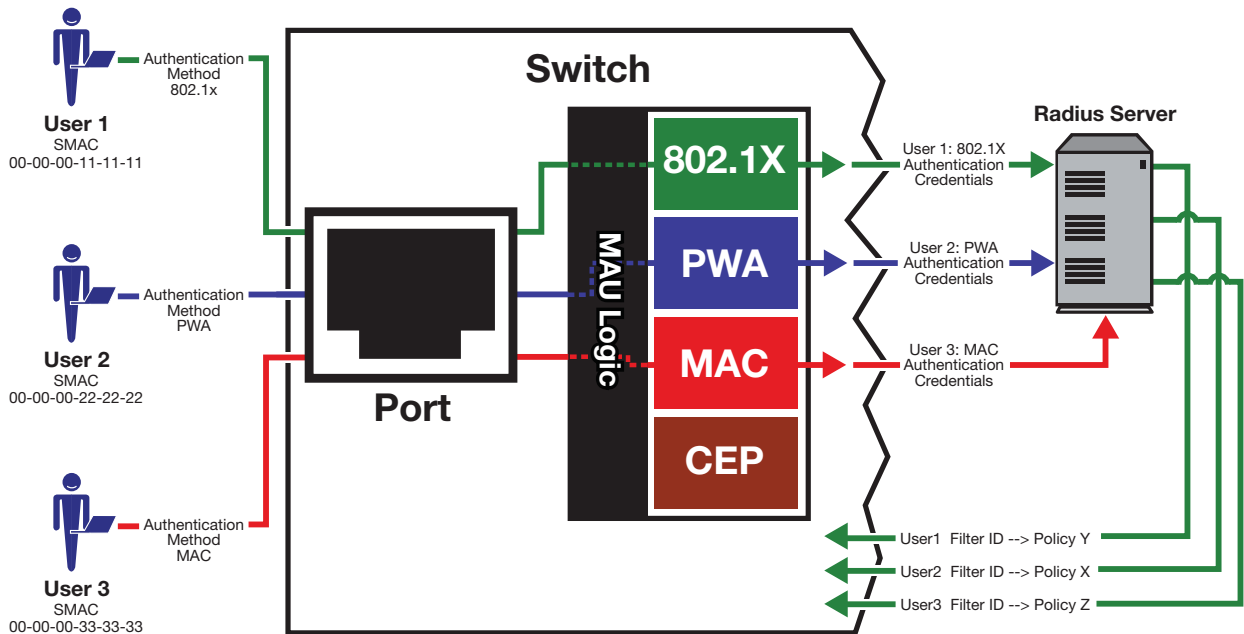 Authentication
Method
802.1x
User 1
SMAC
00-00-00-11-11-11
Authentication
Method
PWA
User 2
SMAC
00-00-00-22-22-22
Authentication
Method
MAC
User 3
SMAC
00-00-00-33-33-33
Switch
Port
MAU Logic
802.1X
PWA
MAC
CEP
User 1: 802.1X
Authentication
Credentials
User 2: PWA
Authentication
Credentials
User 3: MAC
Authentication
Credentials
Radius Server
User1 Filter ID --> Policy Y
User2 Filter ID --> Policy X
User3 Filter ID --> Policy Z